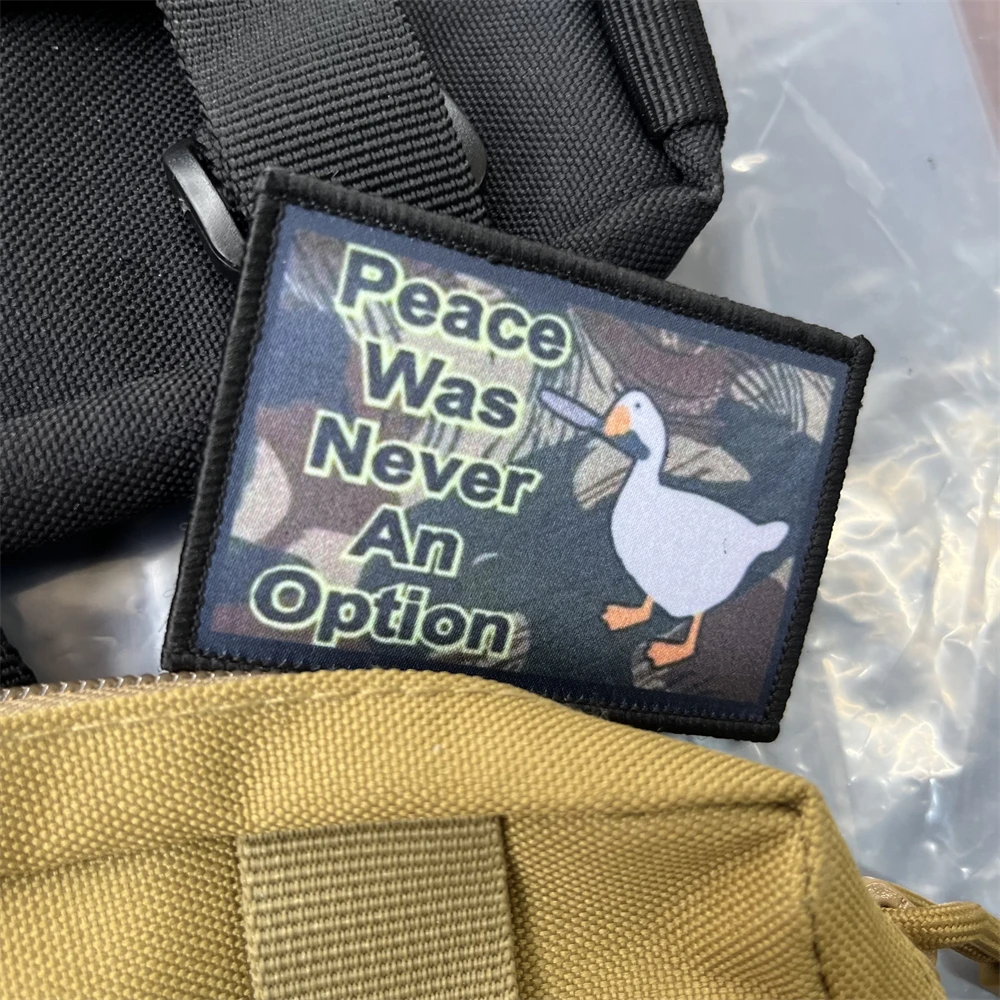 Peace
Was
Never
An
Option